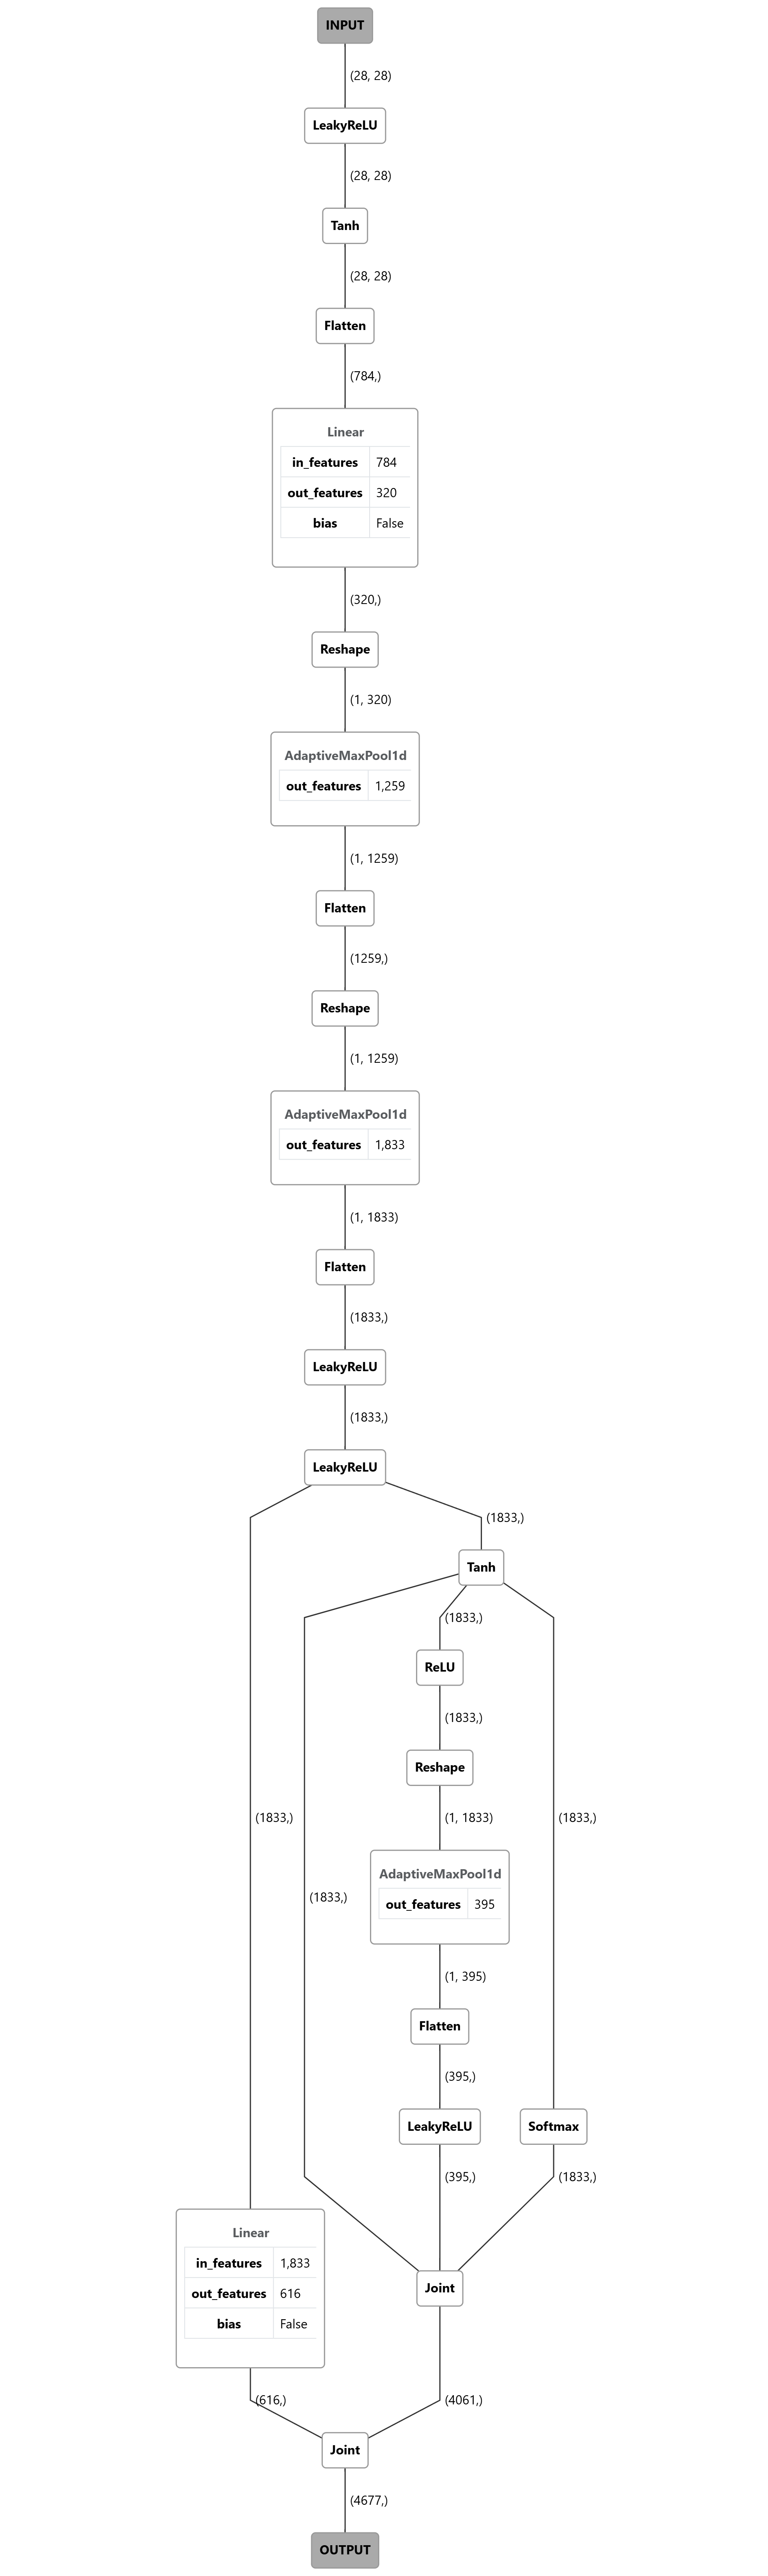 INPUT
(28, 28)
LeakyReLU
(28, 28)
Tanh
(28, 28)
Flatten
(784,)
Linear
in_features 784
out_features 320
bias False
(320,)
Reshape
(1, 320)
AdaptiveMaxPool1d
out_features 1,259
(1, 1259)
Flatten
(1259,)
Reshape
(1, 1259)
AdaptiveMaxPool1d
out_features 1,833
(1, 1833)
Flatten
(1833,)
LeakyReLU
(1833,)
LeakyReLU
(1833,)
Tanh
(1833,)
ReLU
(1833,)
Reshape
(1833,) (1, 1833) (1833,)
AdaptiveMaxPool1d
(1833,) out_features 395
(1, 395)
Flatten
(395,)
LeakyReLU Softmax
(395,) (1833,)
Linear
in_features 1,833
out_features 616
bias False
Joint
(616,) (4061,)
Joint
(4677,)
OUTPUT